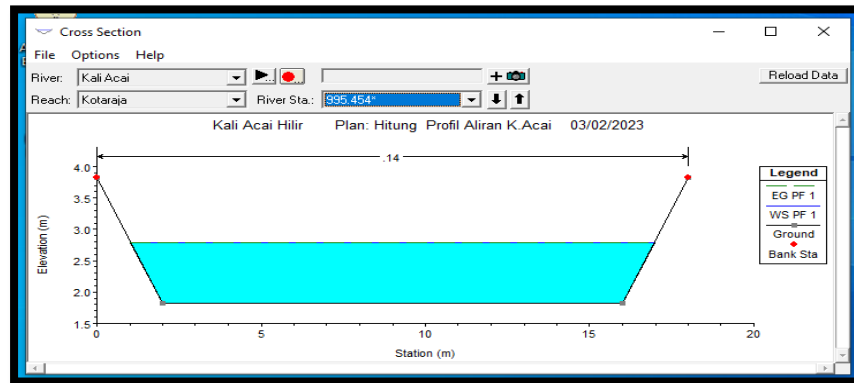 Cross Section
File Options Help
River: Kali Acai
Reload Data
Reach: Kotaraja River Sta.: 995.454*
Kali Acai Hilir Plan: Hitung Profil Aliran K.Acai 03/02/2023
.14
4.0
3.5
3.0
2.5
2.0
1.5
Elevation (m)
0 5 10 15 20
Station (m)
Legend
EG PF 1
WS PF 1
Ground
Bank Sta